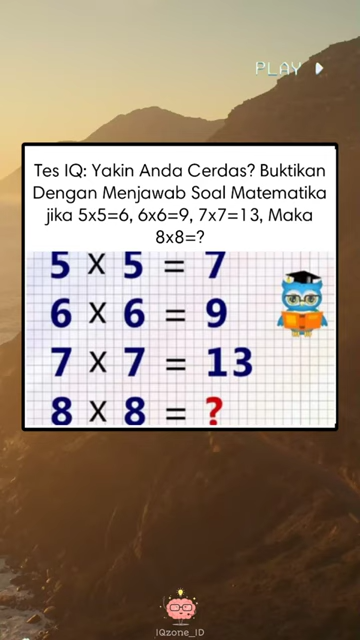 PLAY
Tes IQ: Yakin Anda Cerdas? Buktikan
Dengan Menjawab Soal Matematika
jika 5x5=6, 6x6=9, 7x7=13, Maka
8x8=?
5 x 5 = 7
6 x 6 = 9
7 x 7 = 13
8 x 8 = ?
IQzone_ID